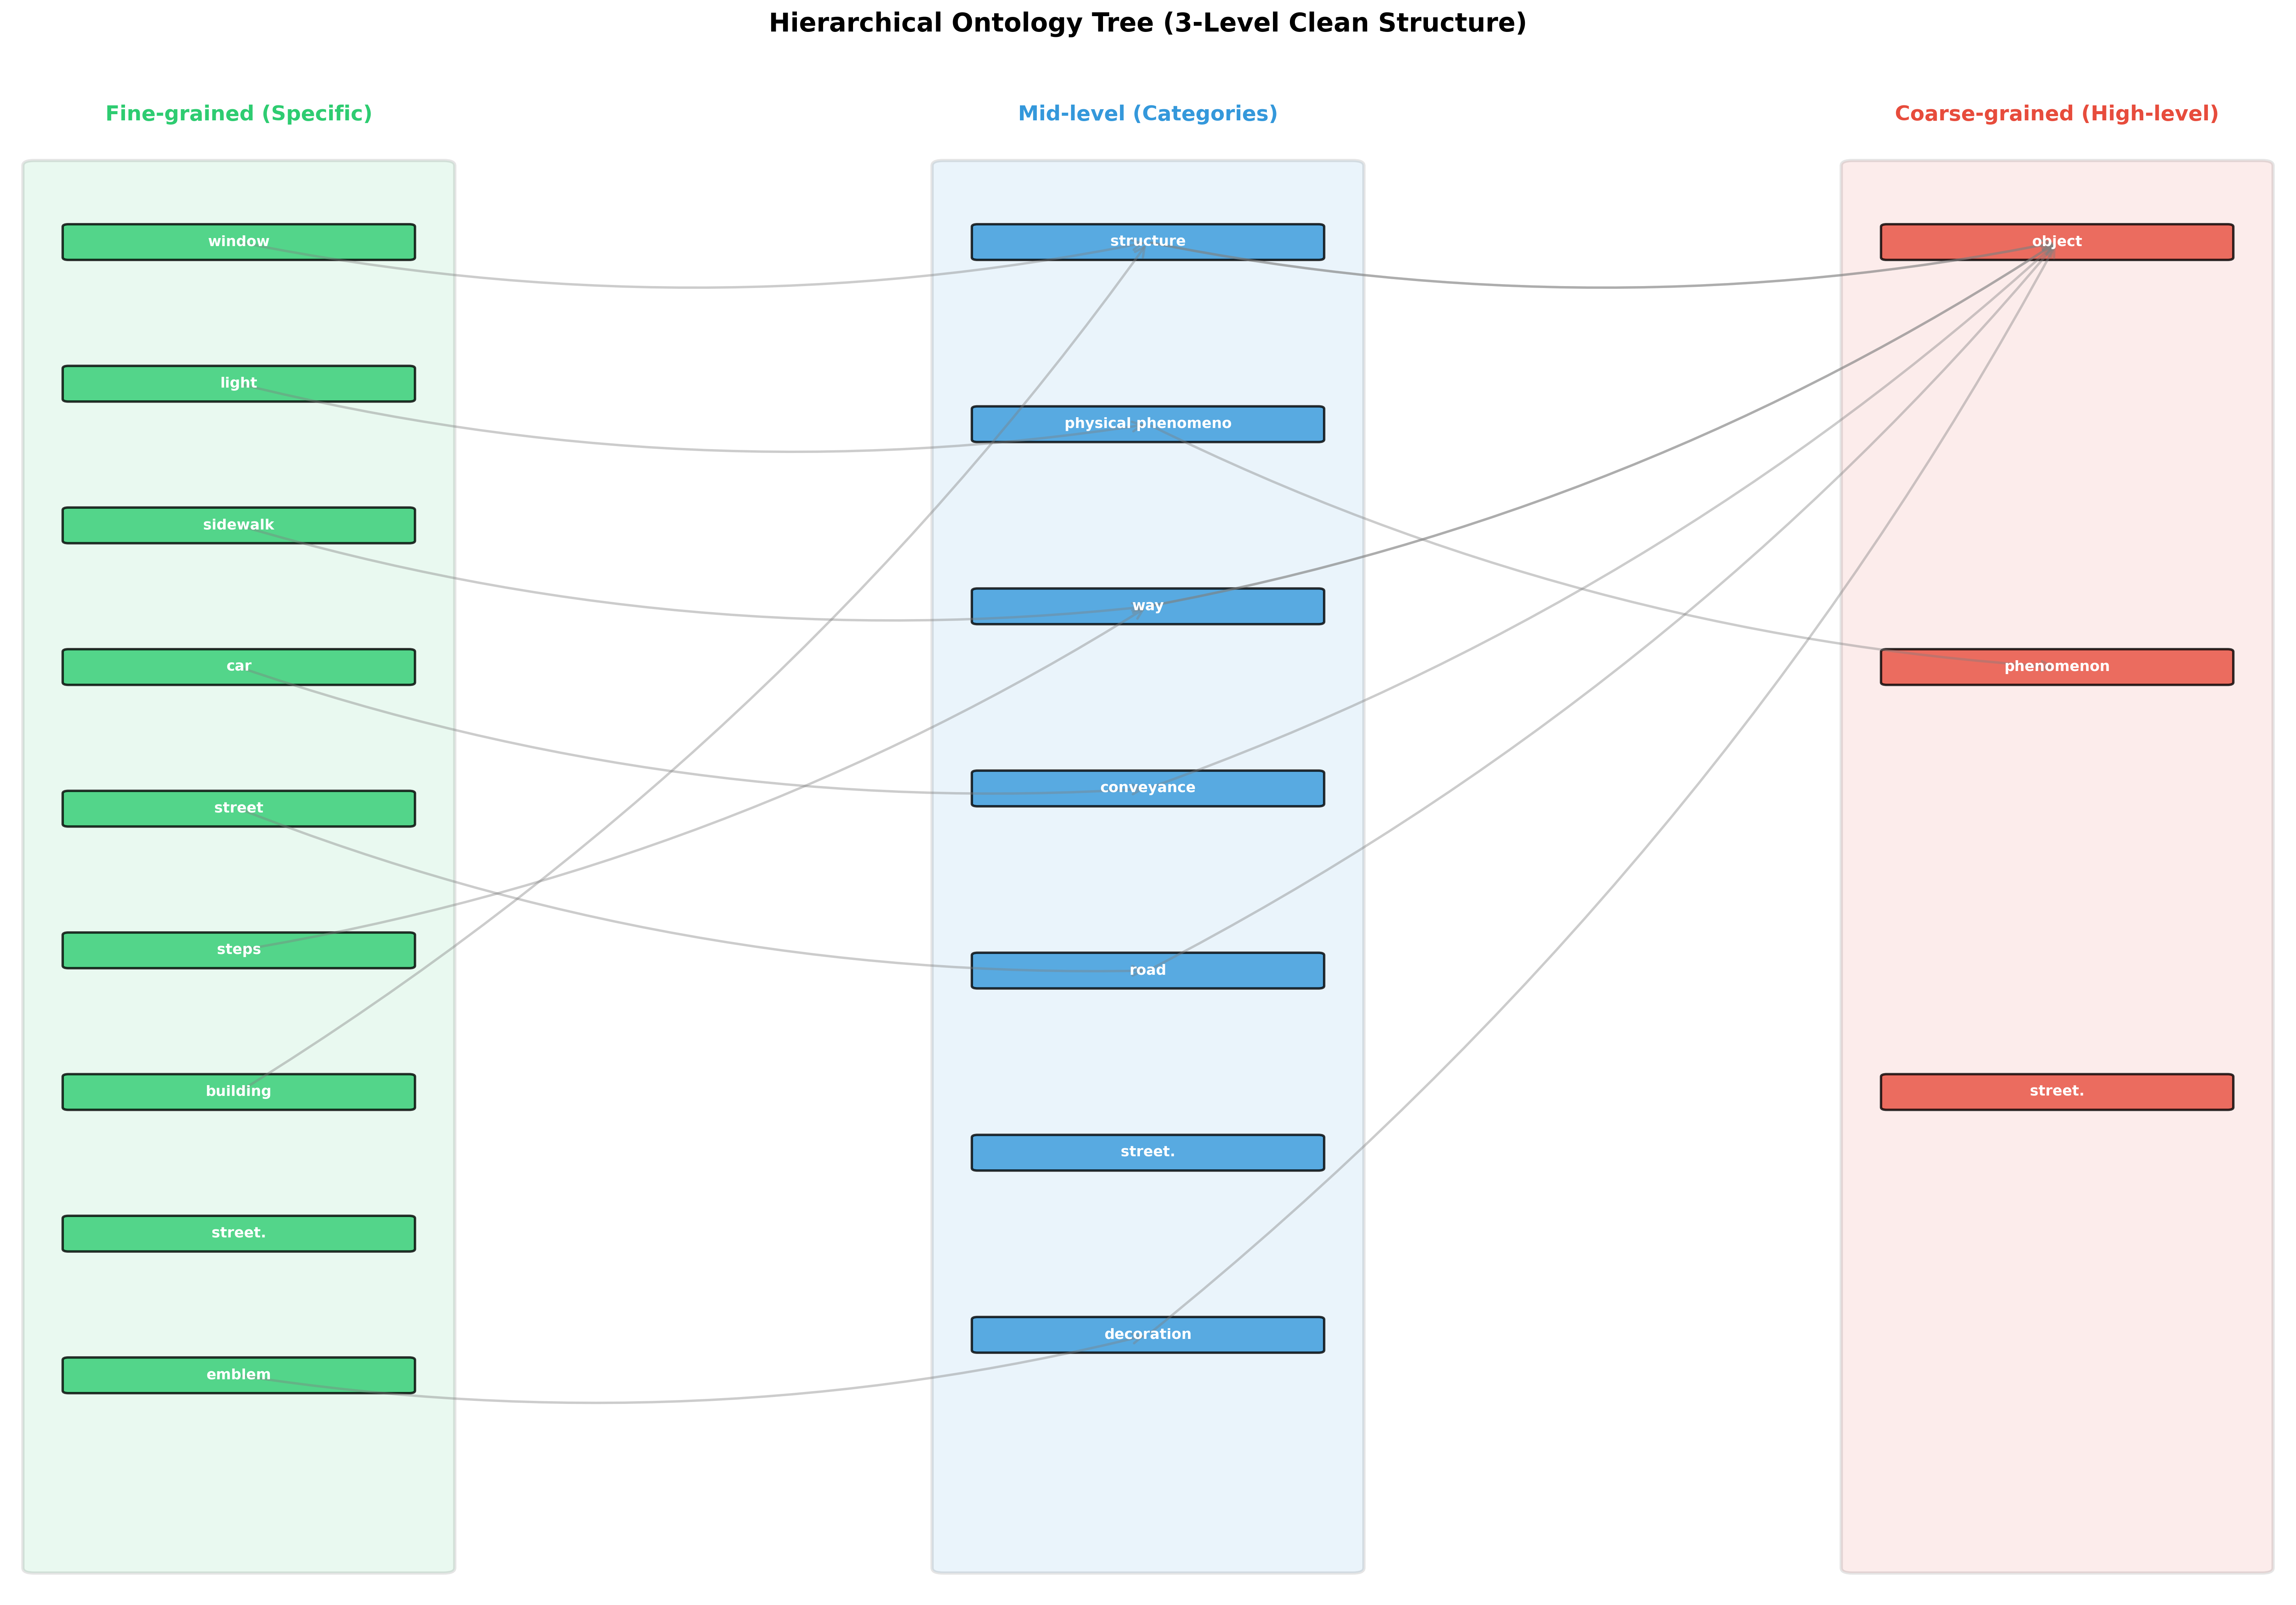 Hierarchical Ontology Tree (3-Level Clean Structure)
Fine-grained (Specific)
window
light
sidewalk
car
street
steps
building
street.
emblem
Mid-level (Categories)
structure
physical phenomeno
way
conveyance
road
street.
decoration
Coarse-grained (High-level)
object
phenomenon
street.